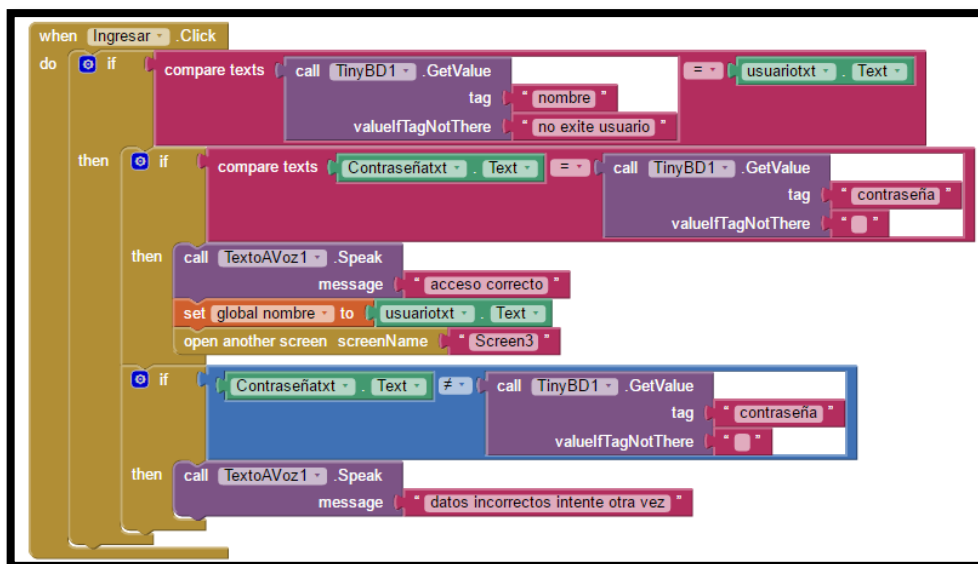 when Ingresar .Click
do if compare texts call TinyBD1 .GetValue = usuariotxt . Text
tag " nombre "
valueIfTagNotThere " no exite usuario "
then if compare texts Contraseñatxt . Text = call TinyBD1 .GetValue
tag " contraseña "
valueIfTagNotThere " "
then call TextoAVoz1 .Speak
message " acceso correcto "
set global nombre to usuariotxt . Text
open another screen screenName " Screen3 "
if Contraseñatxt . Text ≠ call TinyBD1 .GetValue
tag " contraseña "
valueIfTagNotThere " "
then call TextoAVoz1 .Speak
message " datos incorrectos intente otra vez "